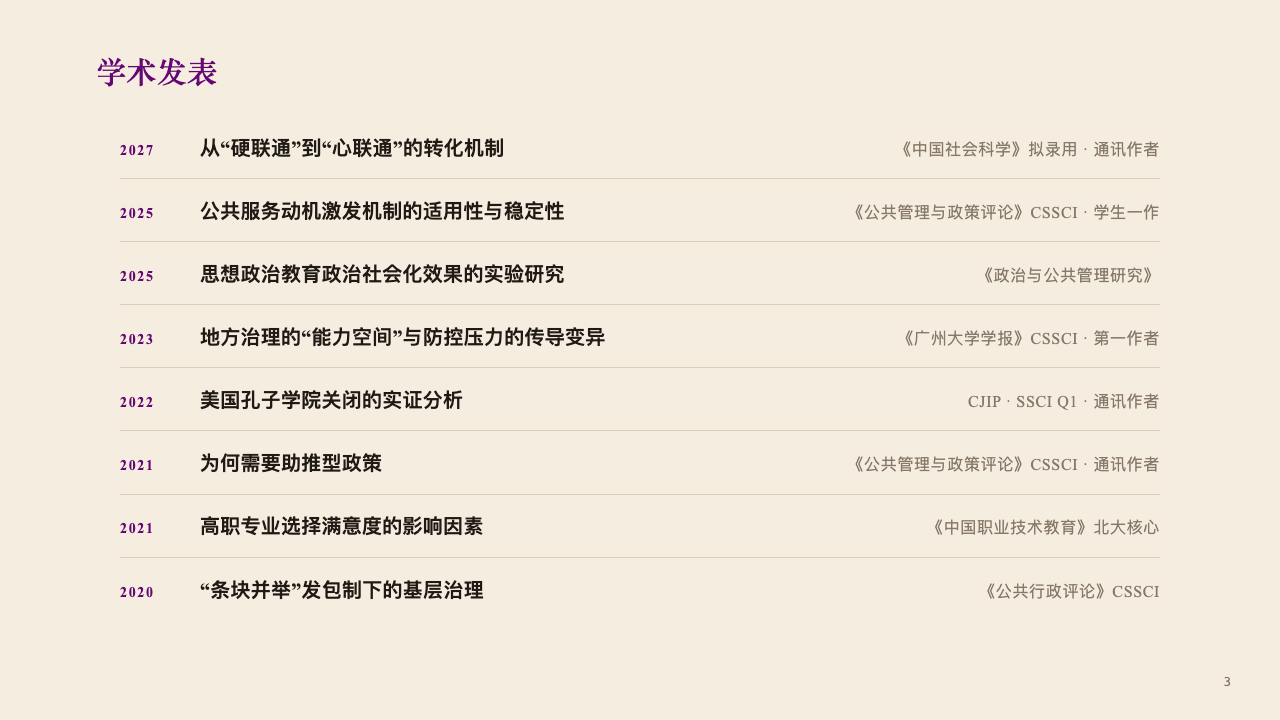 学术发表
2027 从“硬联通”到“心联通”的转化机制 《中国社会科学》拟录用 · 通讯作者
2025 公共服务动机激发机制的适用性与稳定性 《公共管理与政策评论》CSSCI · 学生一作
2025 思想政治教育政治社会化效果的实验研究 《政治与公共管理研究》
2023 地方治理的“能力空间”与防控压力的传导变异 《广州大学学报》CSSCI · 第一作者
2022 美国孔子学院关闭的实证分析 CJIP · SSCI Q1 · 通讯作者
2021 为何需要助推型政策 《公共管理与政策评论》CSSCI · 通讯作者
2021 高职专业选择满意度的影响因素 《中国职业技术教育》北大核心
2020 “条块并举”发包制下的基层治理 《公共行政评论》CSSCI
3